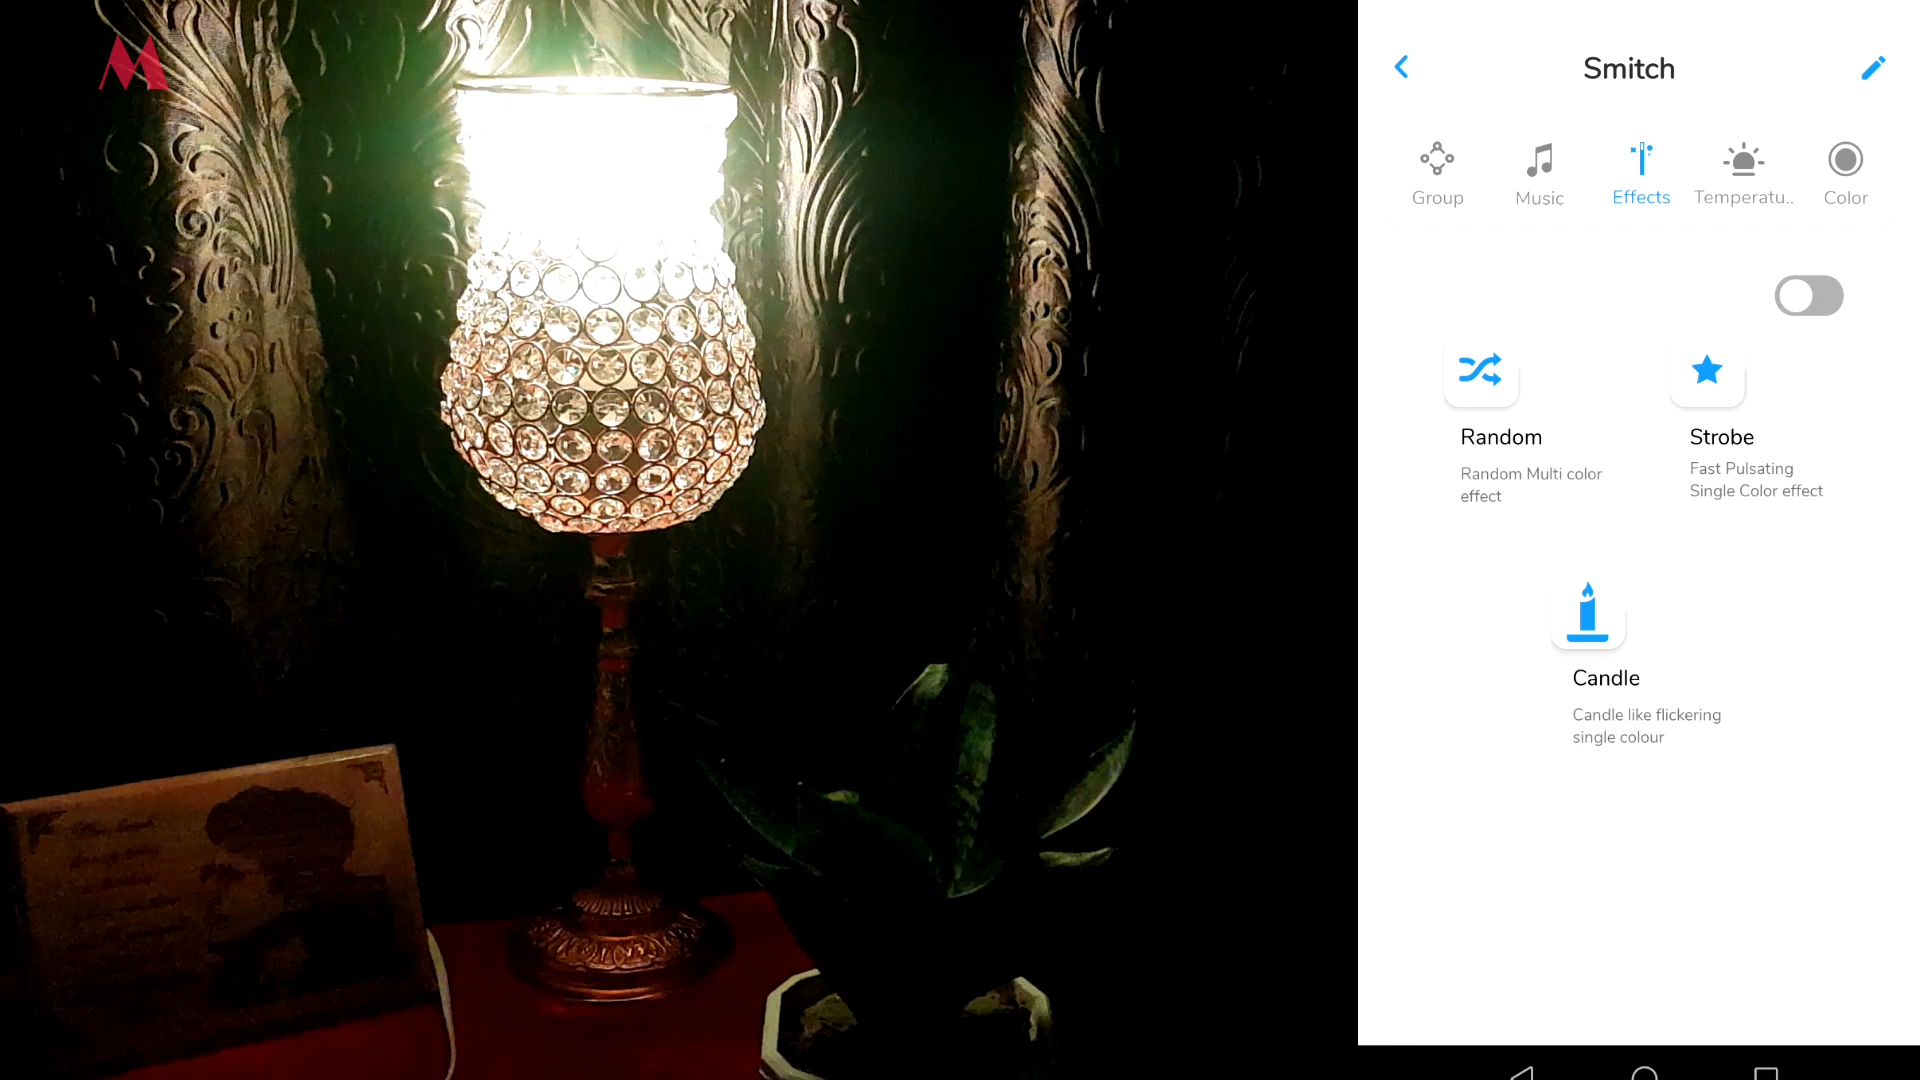 Smitch
Group
Music
Effects
Temperatu..
Color
Random
Random Multi color
effect
Strobe
Fast Pulsating
Single Color effect
Candle
Candle like flickering
single colour